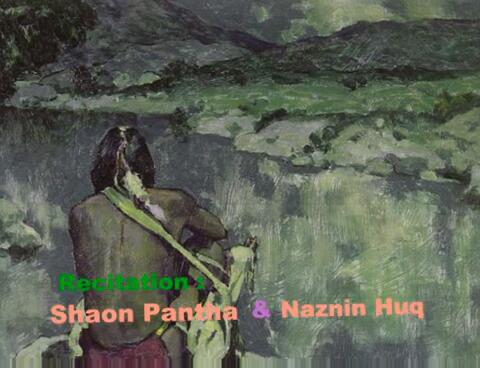 Recitation :
Shaon Pantha & Naznin Huq